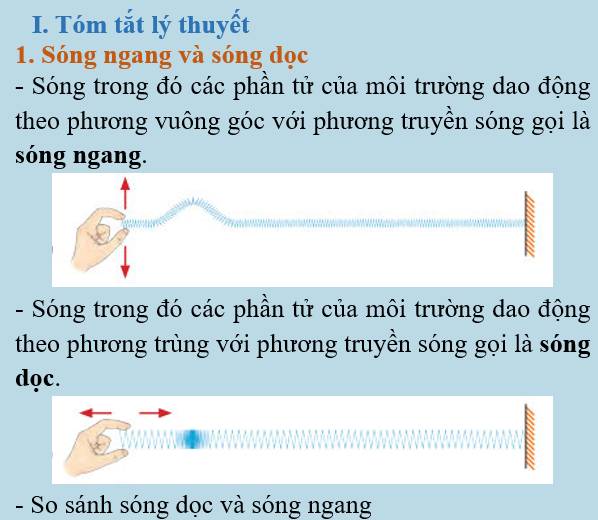 I. Tóm tắt lý thuyết
1. Sóng ngang và sóng dọc
- Sóng trong đó các phần tử của môi trường dao động
theo phương vuông góc với phương truyền sóng gọi là
sóng ngang.
- Sóng trong đó các phần tử của môi trường dao động
theo phương trùng với phương truyền sóng gọi là sóng
dọc.
- So sánh sóng dọc và sóng ngang